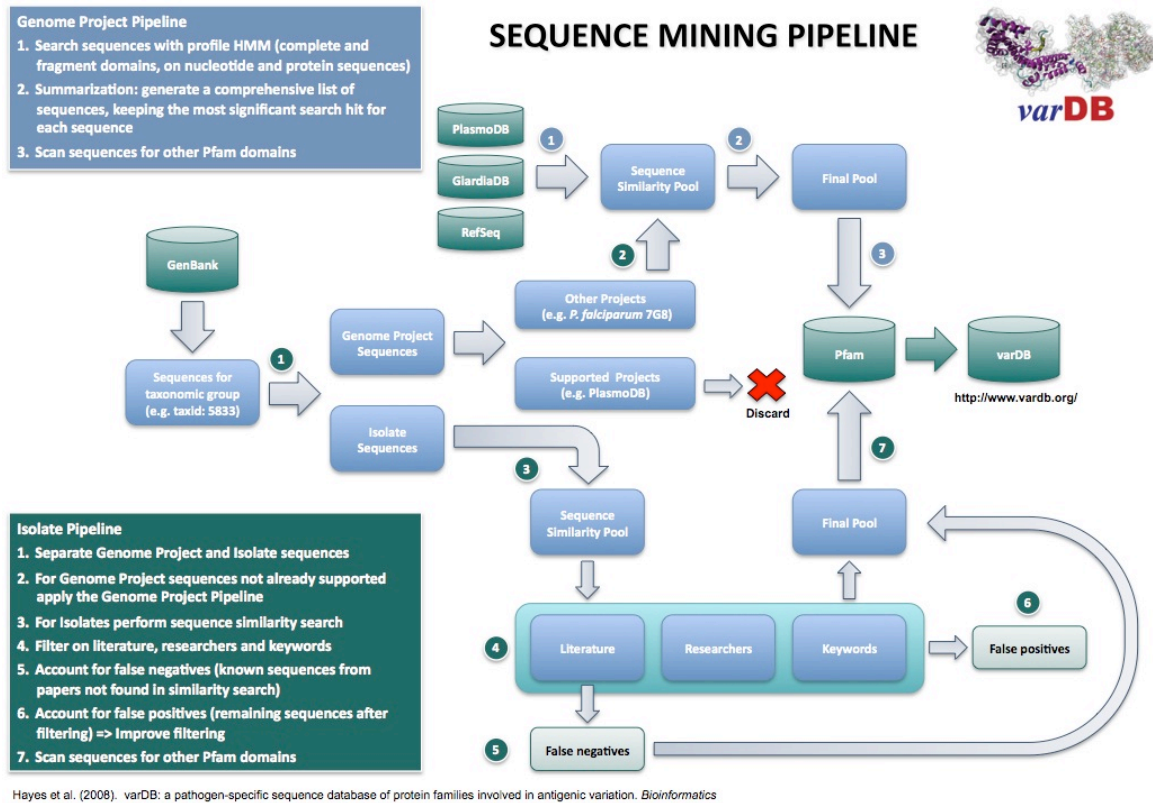 SEQUENCE MINING PIPELINE
varDB
Genome Project Pipeline
1. Search sequences with profile HMM (complete and
fragment domains, on nucleotide and protein sequences)
2. Summarization: generate a comprehensive list of
sequences, keeping the most significant search hit for
each sequence
3. Scan sequences for other Pfam domains
PlasmoDB
GiardiaDB
RefSeq
1
Sequence
Similarity Pool
2
Final Pool
2
3
GenBank
Other Projects
(e.g. P. falciparum 7G8)
Genome Project
Sequences
1
Sequences for
taxonomic group
(e.g. taxid: 5833)
Supported Projects
(e.g. PlasmoDB)
Discard
Pfam
varDB
http://www.vardb.org/
Isolate
Sequences
3
7
Sequence
Similarity Pool
Final Pool
Isolate Pipeline
1. Separate Genome Project and Isolate sequences
2. For Genome Project sequences not already supported
apply the Genome Project Pipeline
3. For Isolates perform sequence similarity search
4. Filter on literature, researchers and keywords
5. Account for false negatives (known sequences from
papers not found in similarity search)
6. Account for false positives (remaining sequences after
filtering) => Improve filtering
7. Scan sequences for other Pfam domains
4
Literature
Researchers
Keywords
6
False positives
5
False negatives
Hayes et al. (2008). varDB: a pathogen-specific sequence database of protein families involved in antigenic variation. Bioinformatics